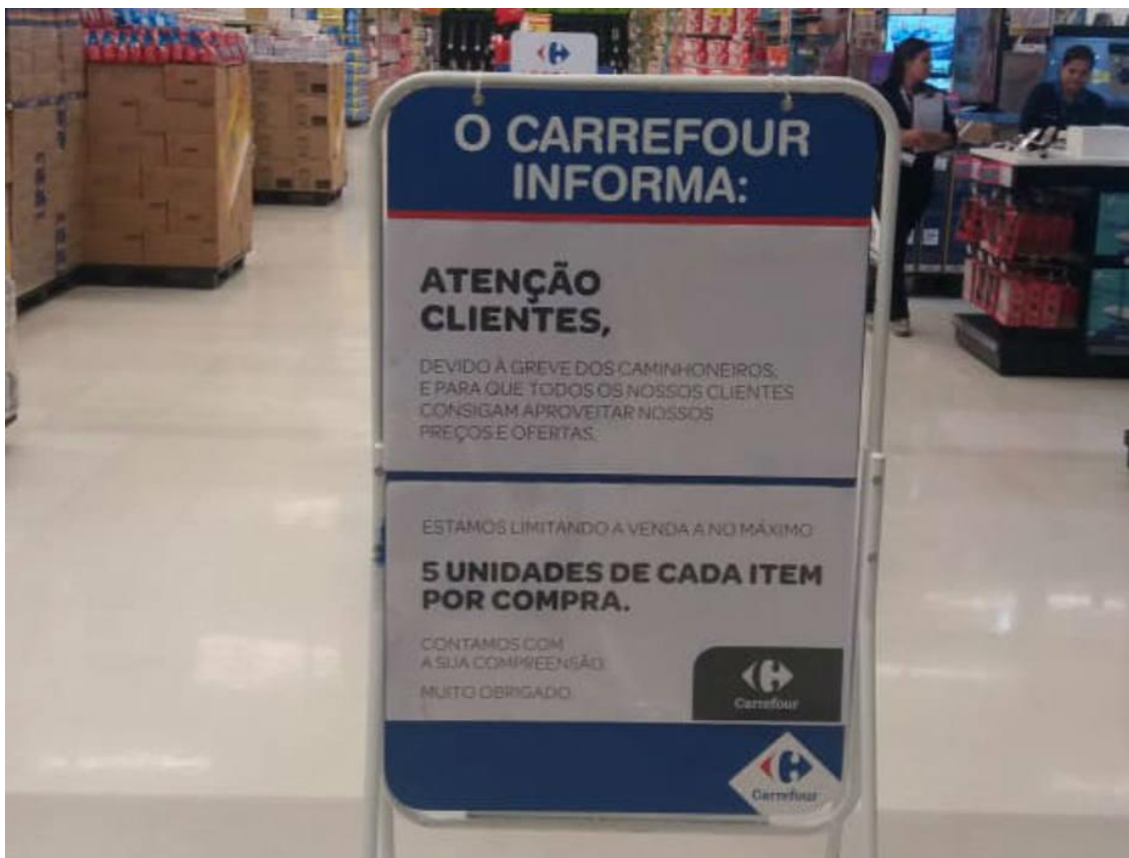 O CARREFOUR
INFORMA:
ATENÇÃO
CLIENTES,
DEVIDO À GREVE DOS CAMINHONEIROS,
E PARA QUE TODOS OS NOSSOS CLIENTES
CONSIGAM APROVEITAR NOSSOS
PREÇOS E OFERTAS,
ESTAMOS LIMITANDO A VENDA A NO MÁXIMO
5 UNIDADES DE CADA ITEM
POR COMPRA.
CONTAMOS COM
A SUA COMPREENSÃO.
MUITO OBRIGADO.
Carrefour
Carrefour